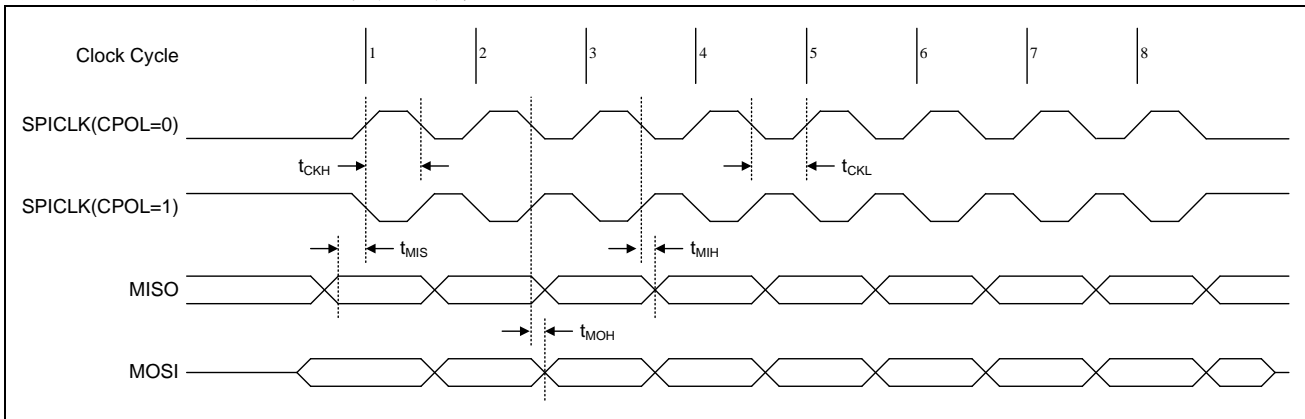 Clock Cycle 1 2 3 4 5 6 7 8
SPICLK(CPOL=0)
tCKH tCKL
SPICLK(CPOL=1)
tMIS tMIH
MISO
tMOH
MOSI